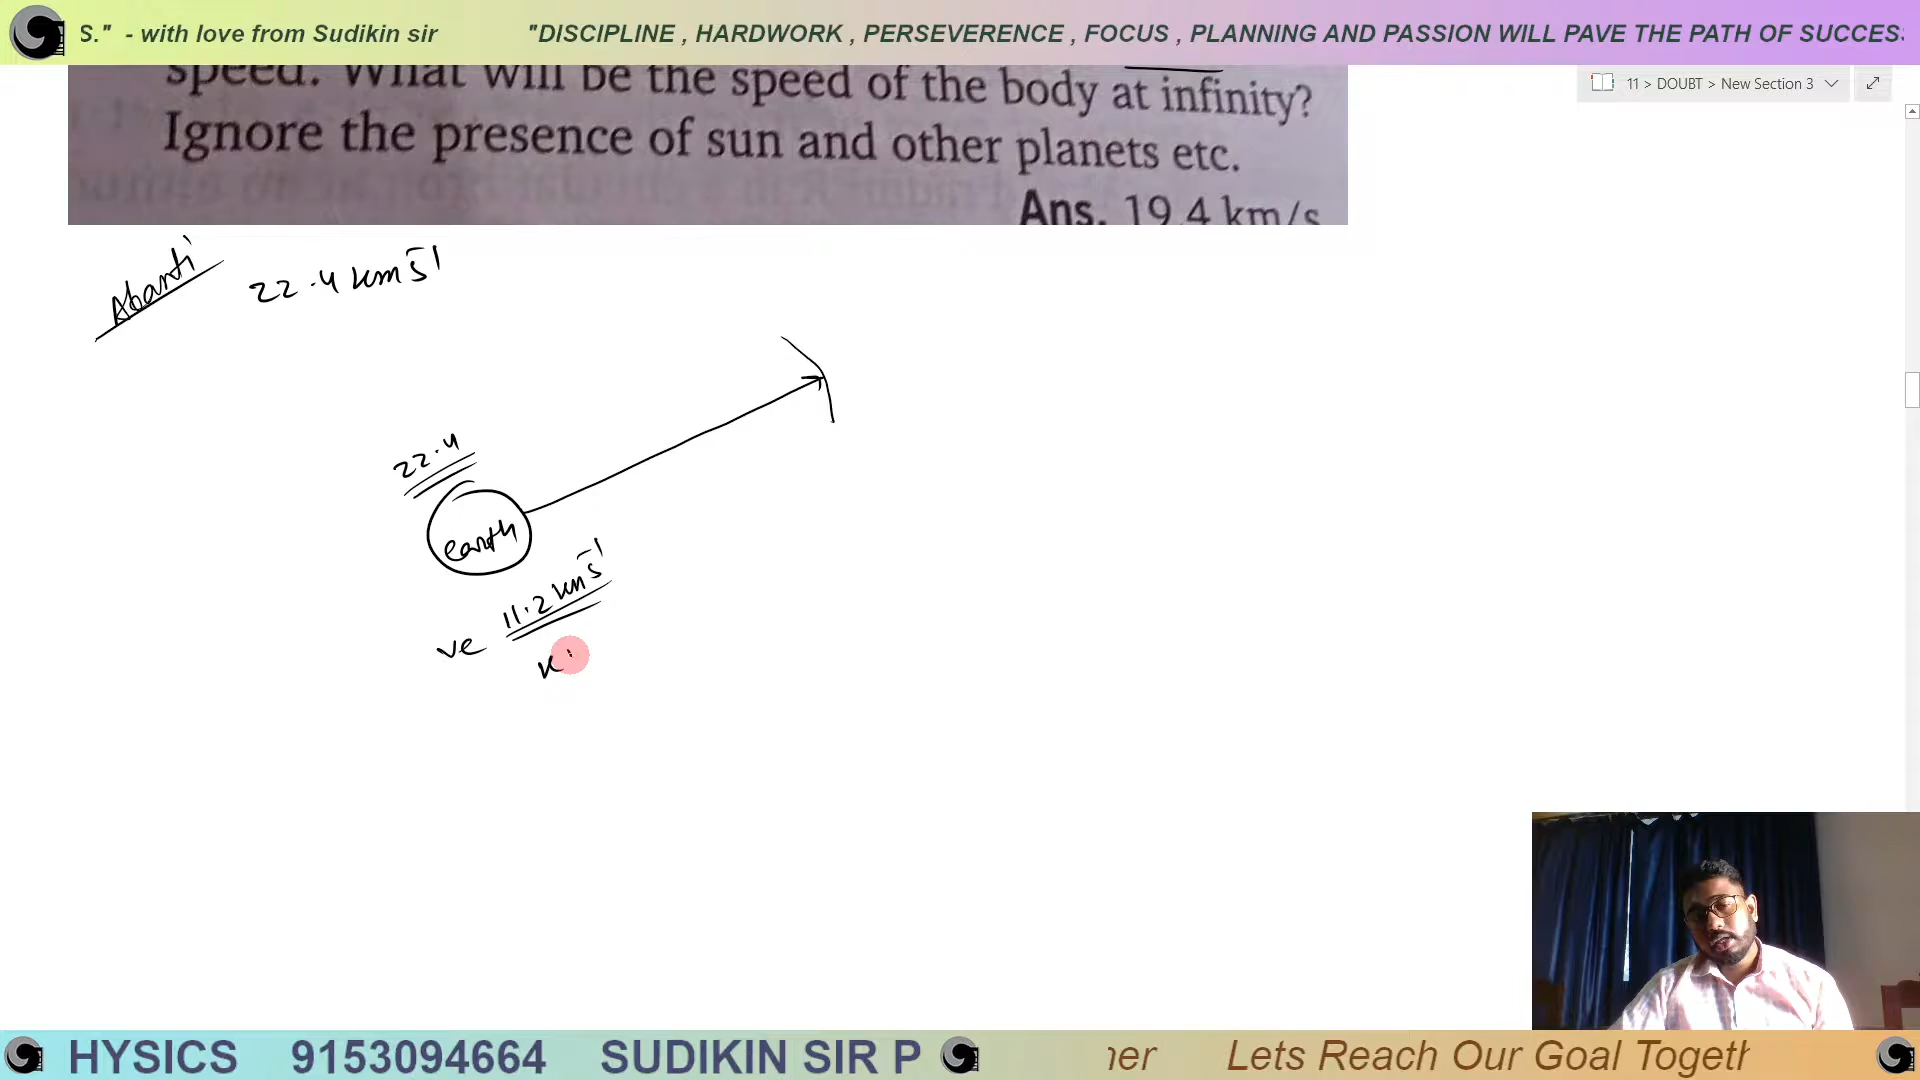 S." - with love from Sudikin sir "DISCIPLINE , HARDWORK , PERSEVERENCE , FOCUS , PLANNING AND PASSION WILL PAVE THE PATH OF SUCCES.
11 > DOUBT > New Section 3
speed. What will be the speed of the body at infinity?
Ignore the presence of sun and other planets etc.
Ans. 19.4 km/s
Abanti
22.4 km s⁻¹
22.4
earth
11.2 km s⁻¹
ve
K
HYSICS 9153094664 SUDIKIN SIR P
ner Lets Reach Our Goal Togeth